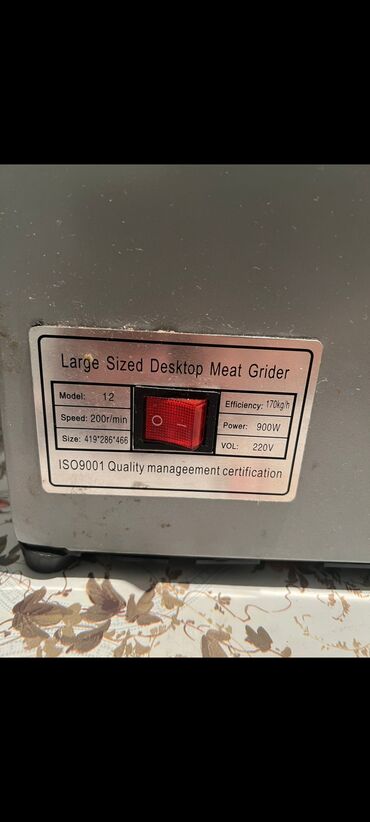 Large Sized Desktop Meat Grider
Model: 12
Speed: 200r/min
Size: 419*286*466
Efficiency: 170kg/h
Power: 900W
VOL: 220V
ISO9001 Quality manageement certification